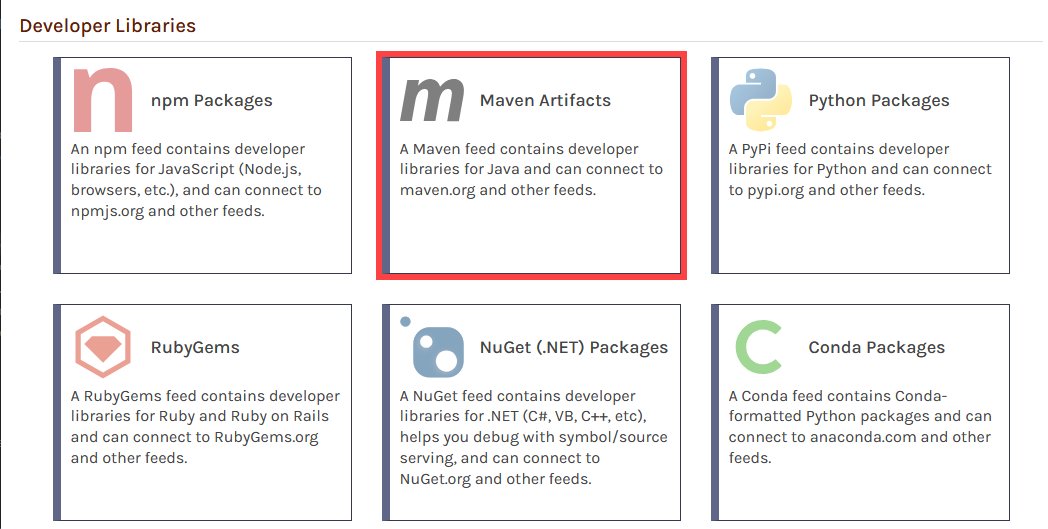 Developer Libraries
npm Packages
An npm feed contains developer
libraries for JavaScript (Node.js,
browsers, etc.), and can connect to
npmjs.org and other feeds.
Maven Artifacts
A Maven feed contains developer
libraries for Java and can connect to
maven.org and other feeds.
Python Packages
A PyPi feed contains developer
libraries for Python and can connect
to pypi.org and other feeds.
RubyGems
A RubyGems feed contains developer
libraries for Ruby and Ruby on Rails
and can connect to RubyGems.org
and other feeds.
NuGet (.NET) Packages
A NuGet feed contains developer
libraries for .NET (C#, VB, C++, etc),
helps you debug with symbol/source
serving, and can connect to
NuGet.org and other feeds.
Conda Packages
A Conda feed contains Conda-
formatted Python packages and can
connect to anaconda.com and other
feeds.